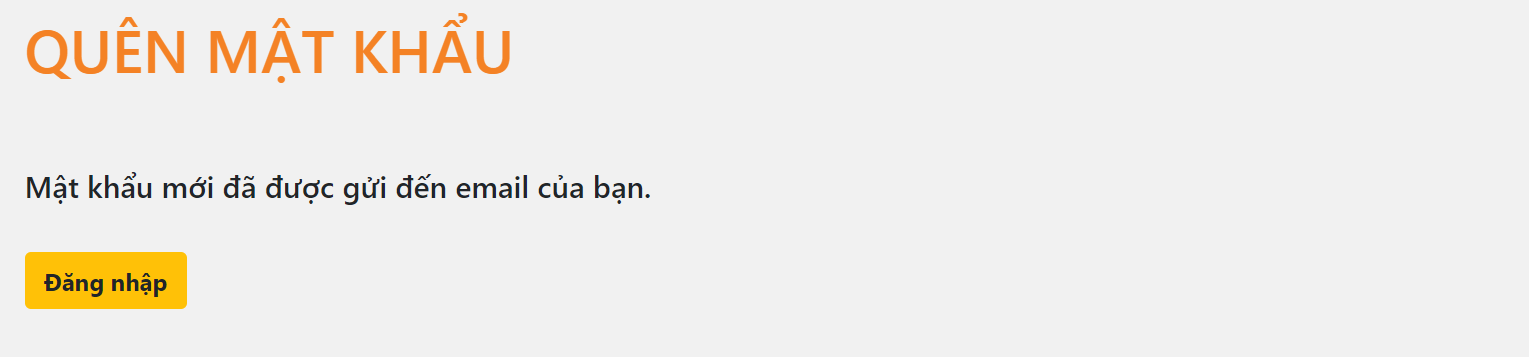 QUÊN MẬT KHẨU
Mật khẩu mới đã được gửi đến email của bạn.
Đăng nhập